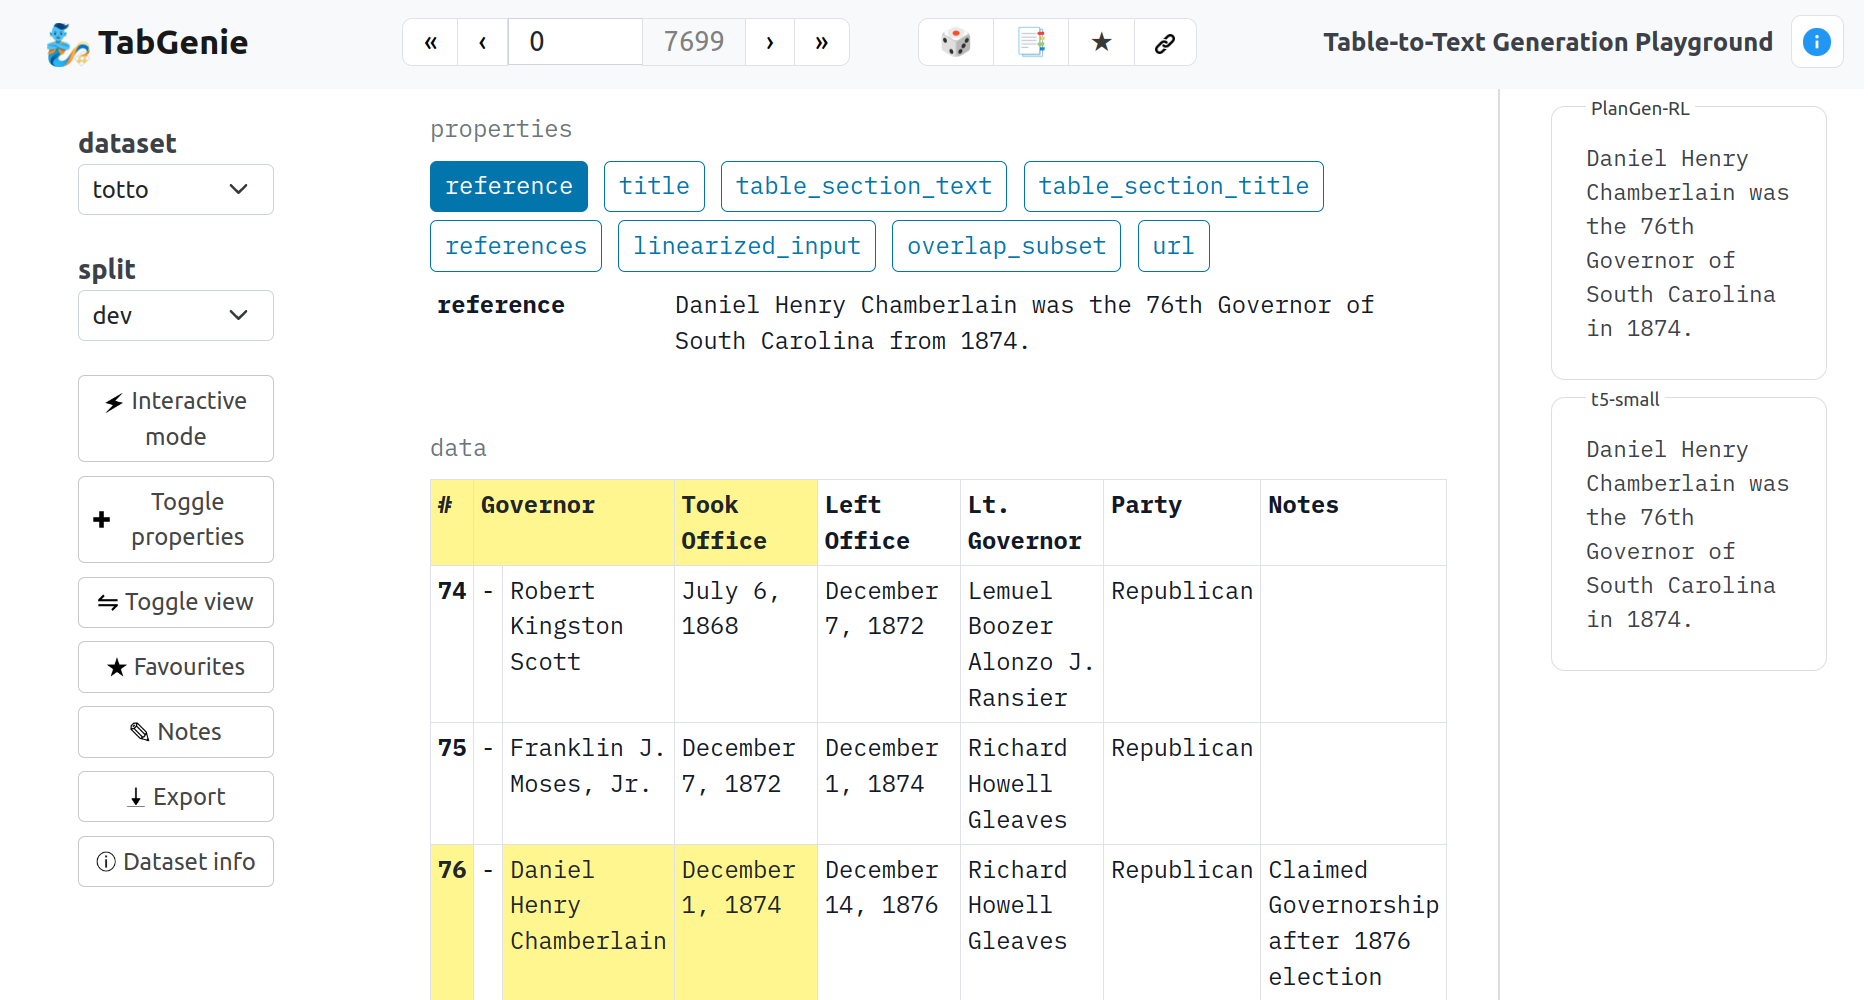 TabGenie
«
‹
0
7699
›
»
Table-to-Text Generation Playground
dataset
totto
split
dev
Interactive
mode
Toggle
properties
Toggle view
Favourites
Notes
Export
Dataset info
properties
reference
title
table_section_text
table_section_title
references
linearized_input
overlap_subset
url
reference
Daniel Henry Chamberlain was the 76th Governor of
South Carolina from 1874.
data
#
Governor
Took
Office
Left
Office
Lt.
Governor
Party
Notes
74
-
Robert
Kingston
Scott
July 6,
1868
December
7, 1872
Lemuel
Boozer
Alonzo J.
Ransier
Republican
75
-
Franklin J.
Moses, Jr.
December
7, 1872
December
1, 1874
Richard
Howell
Gleaves
Republican
76
-
Daniel
Henry
Chamberlain
December
1, 1874
December
14, 1876
Richard
Howell
Gleaves
Republican
Claimed
Governorship
after 1876
election
PlanGen-RL
Daniel Henry
Chamberlain was
the 76th
Governor of
South Carolina
in 1874.
t5-small
Daniel Henry
Chamberlain was
the 76th
Governor of
South Carolina
in 1874.